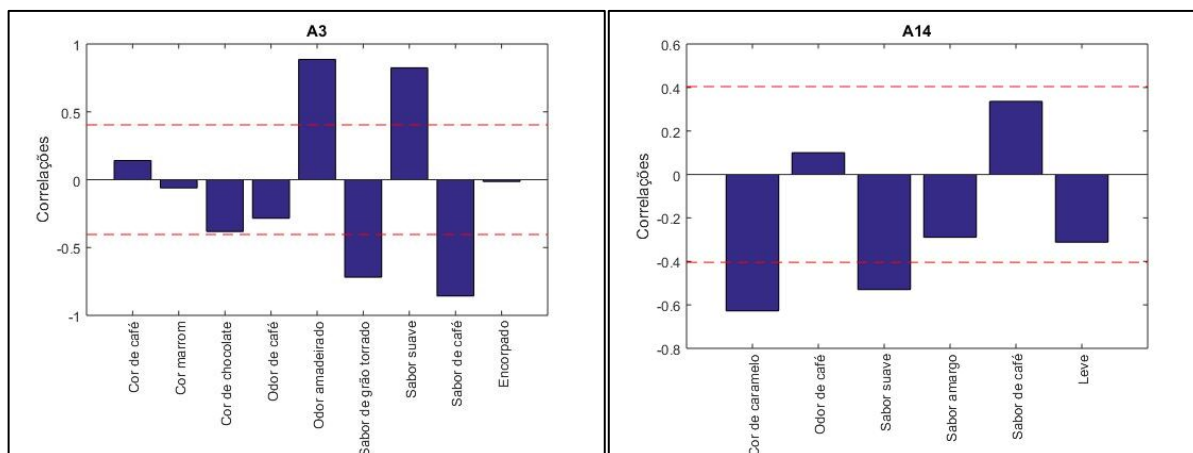 A3
Correlações
1
0.5
0
-0.5
-1
Cor de café
Cor marrom
Cor de chocolate
Odor de café
Odor amadeirado
Sabor de grão torrado
Sabor suave
Sabor de café
Encorpado
A14
Correlações
0.6
0.4
0.2
0
-0.2
-0.4
-0.6
-0.8
Cor de caramelo
Odor de café
Sabor suave
Sabor amargo
Sabor de café
Leve